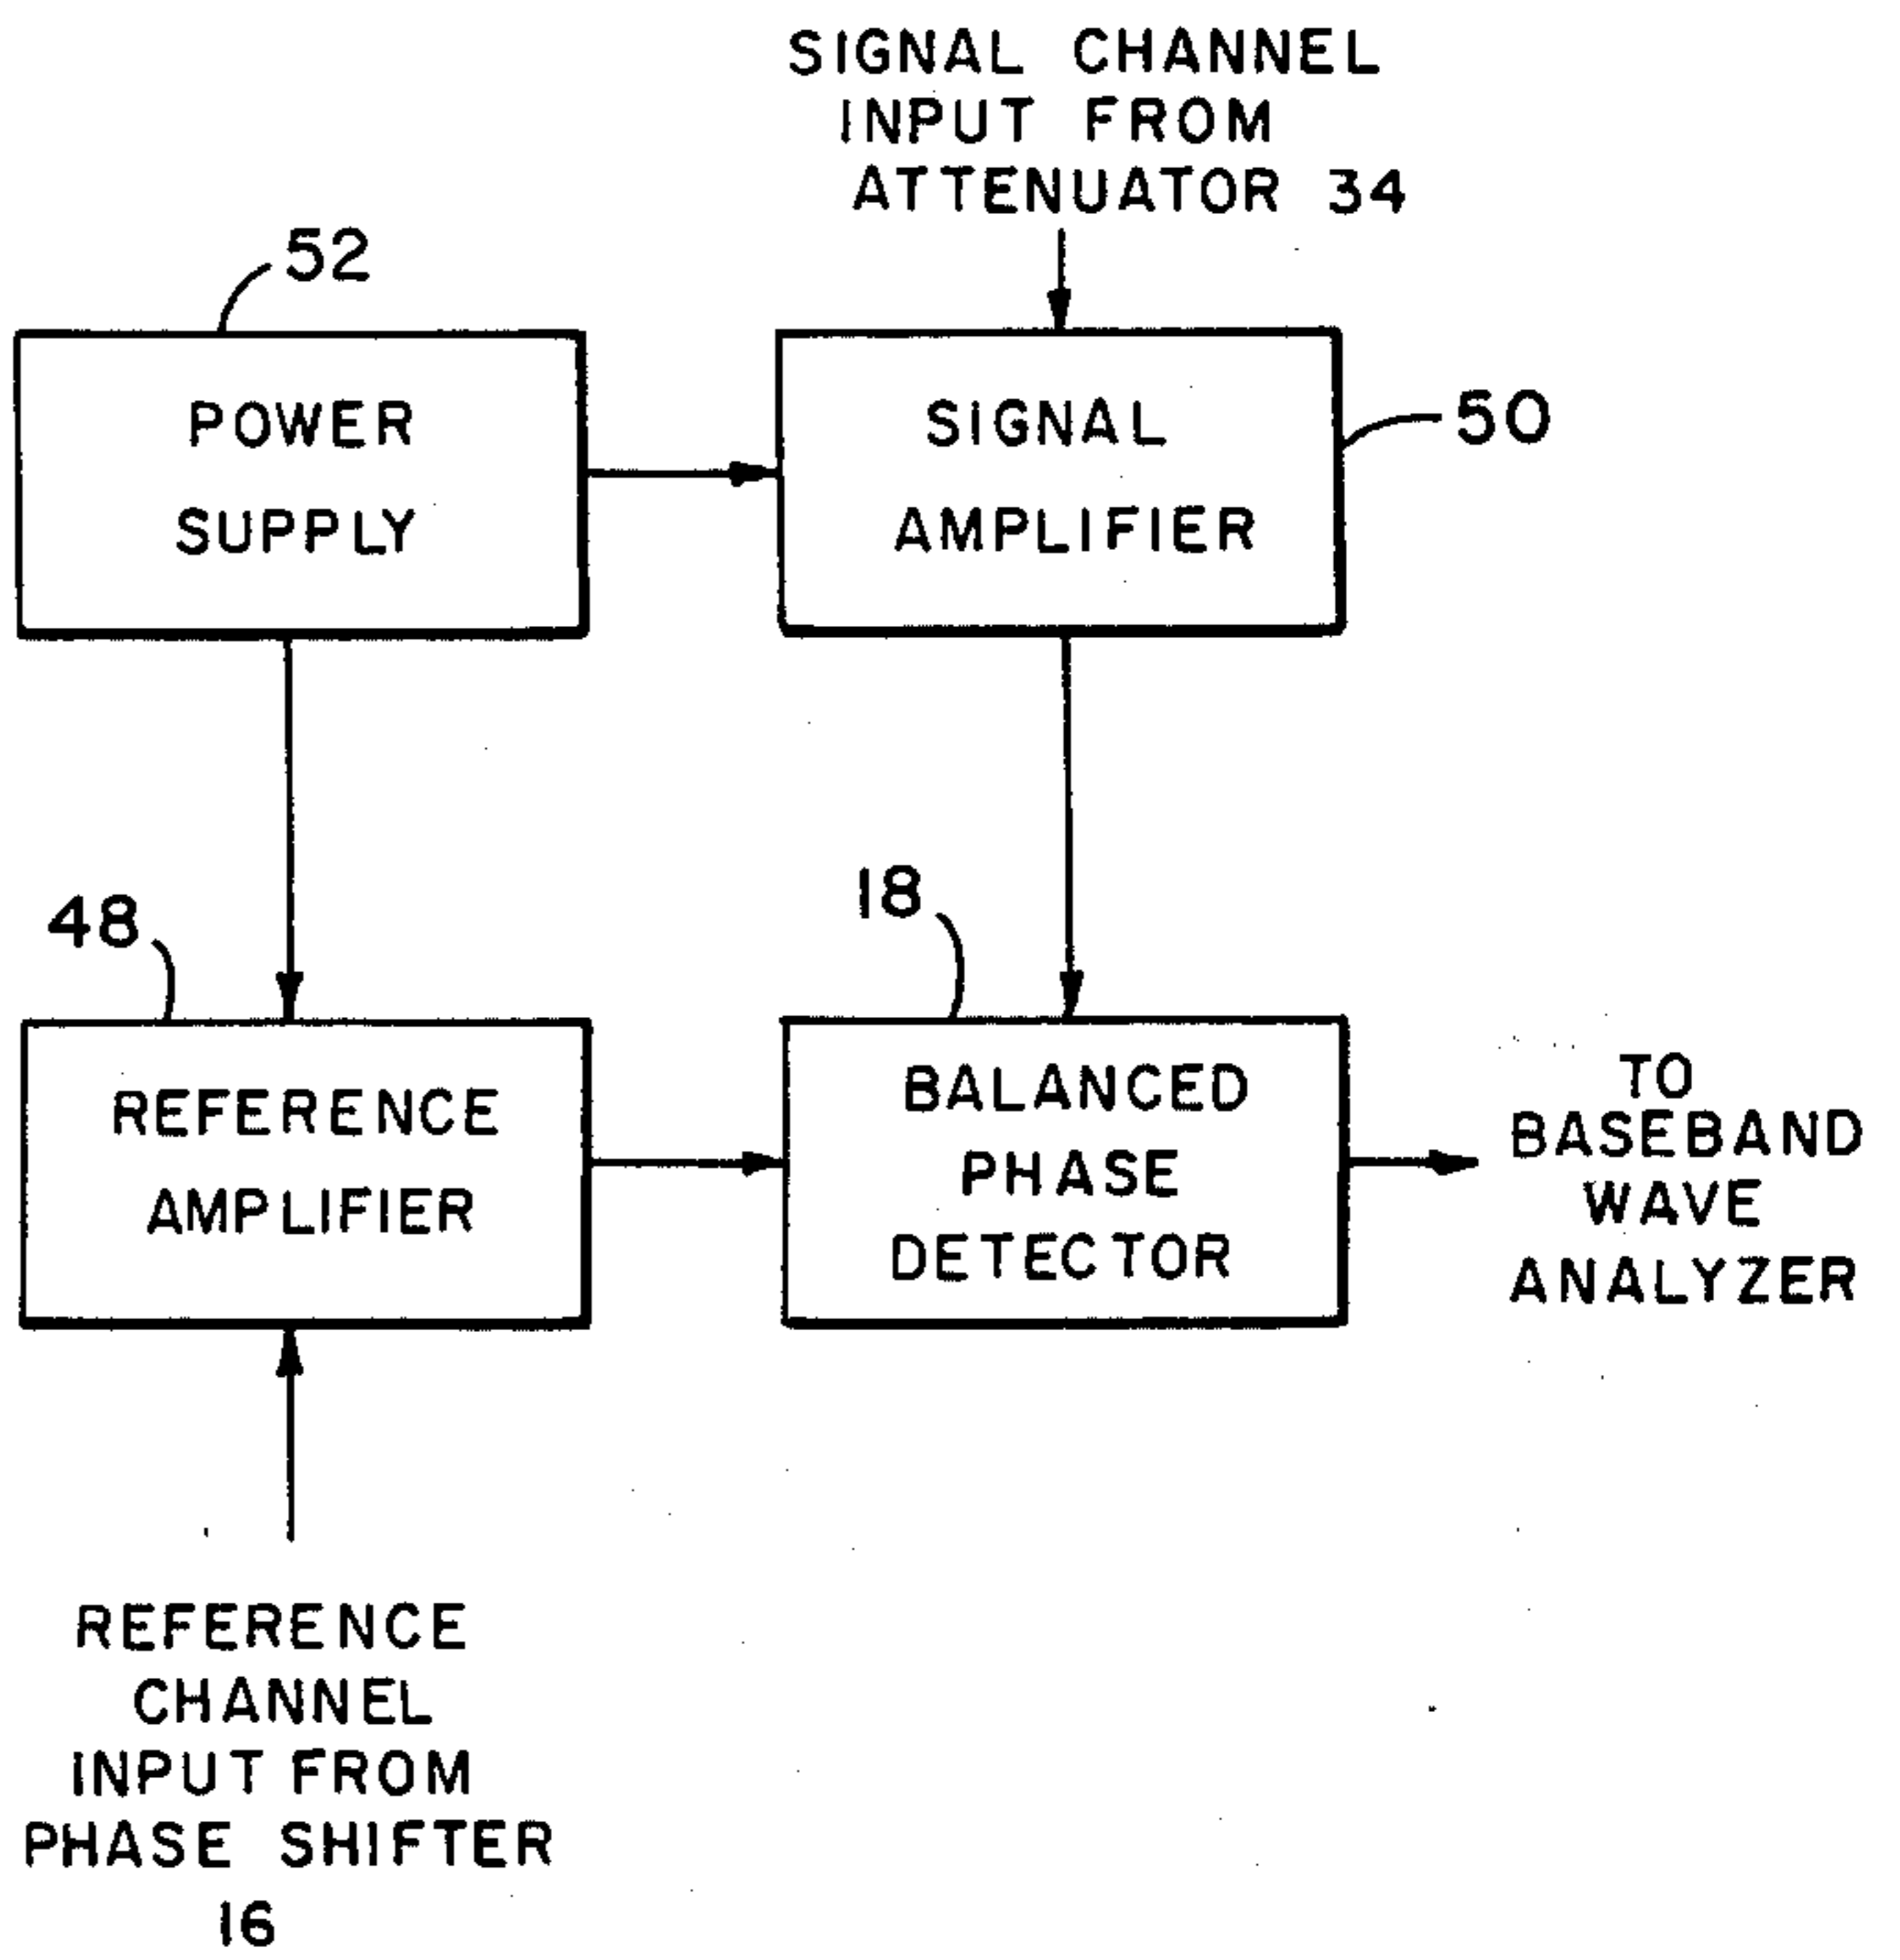 SIGNAL CHANNEL
INPUT FROM
ATTENUATOR 34
52
POWER
SUPPLY
SIGNAL
AMPLIFIER
50
48
REFERENCE
AMPLIFIER
18
BALANCED
PHASE
DETECTOR
TO
BASEBAND
WAVE
ANALYZER
REFERENCE
CHANNEL
INPUT FROM
PHASE SHIFTER
16